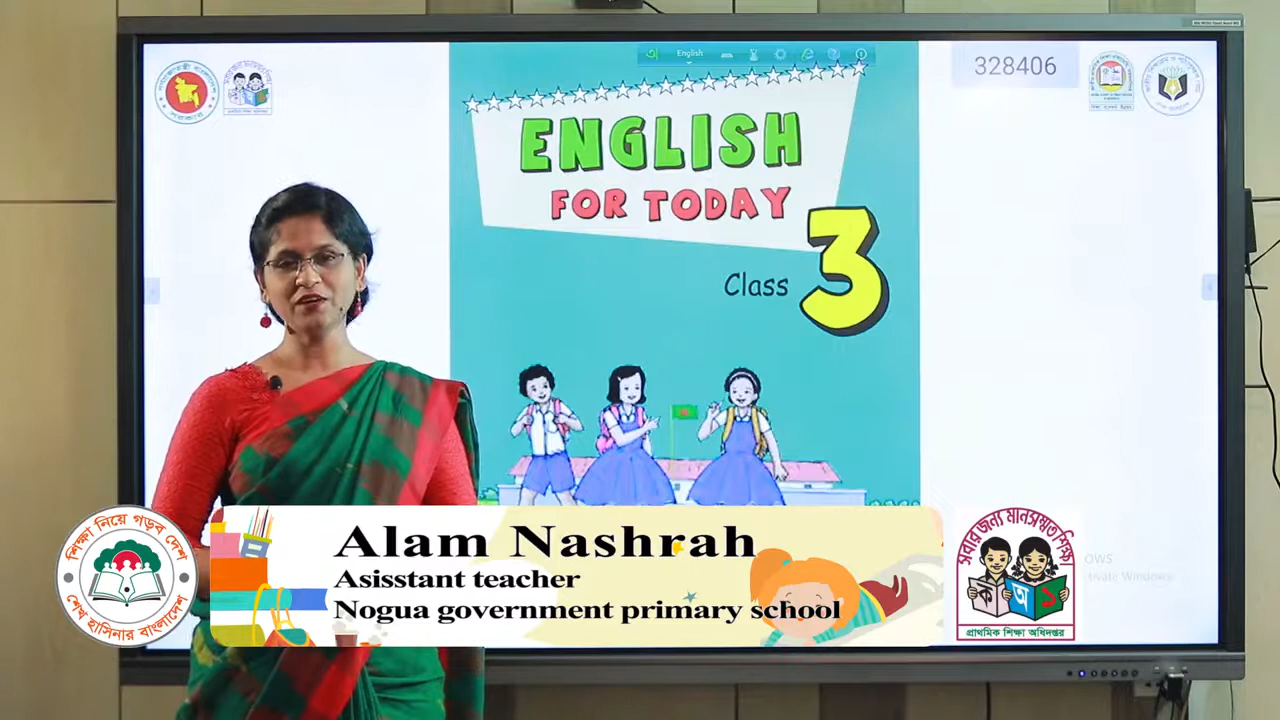 English
328406
ENGLISH
FOR TODAY
Class 3
Alam Nashrah
Asisstant teacher
Nogua government primary school
শিক্ষা নিয়ে গড়ব দেশ
শেখ হাসিনার বাংলাদেশ
সবার জন্য মানসম্মত শিক্ষা
ক অ ১
প্রাথমিক শিক্ষা অধিদপ্তর